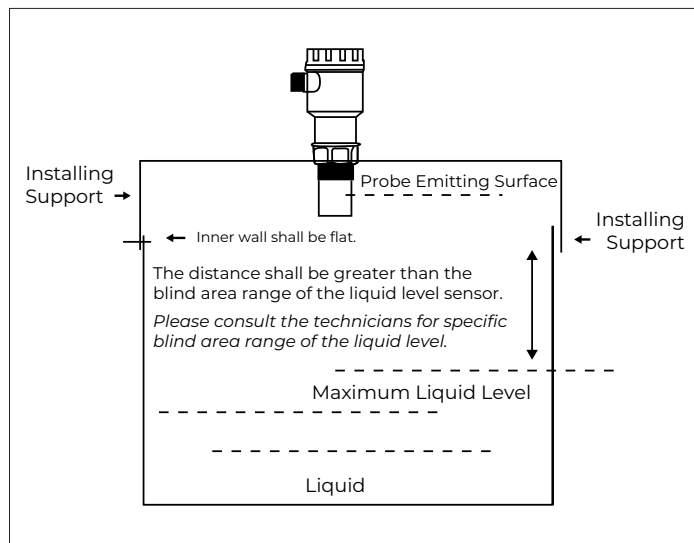 Probe Emitting Surface
Installing
Support
Installing
Support
Inner wall shall be flat.
The distance shall be greater than the
blind area range of the liquid level sensor.
Please consult the technicians for specific
blind area range of the liquid level.
Maximum Liquid Level
Liquid